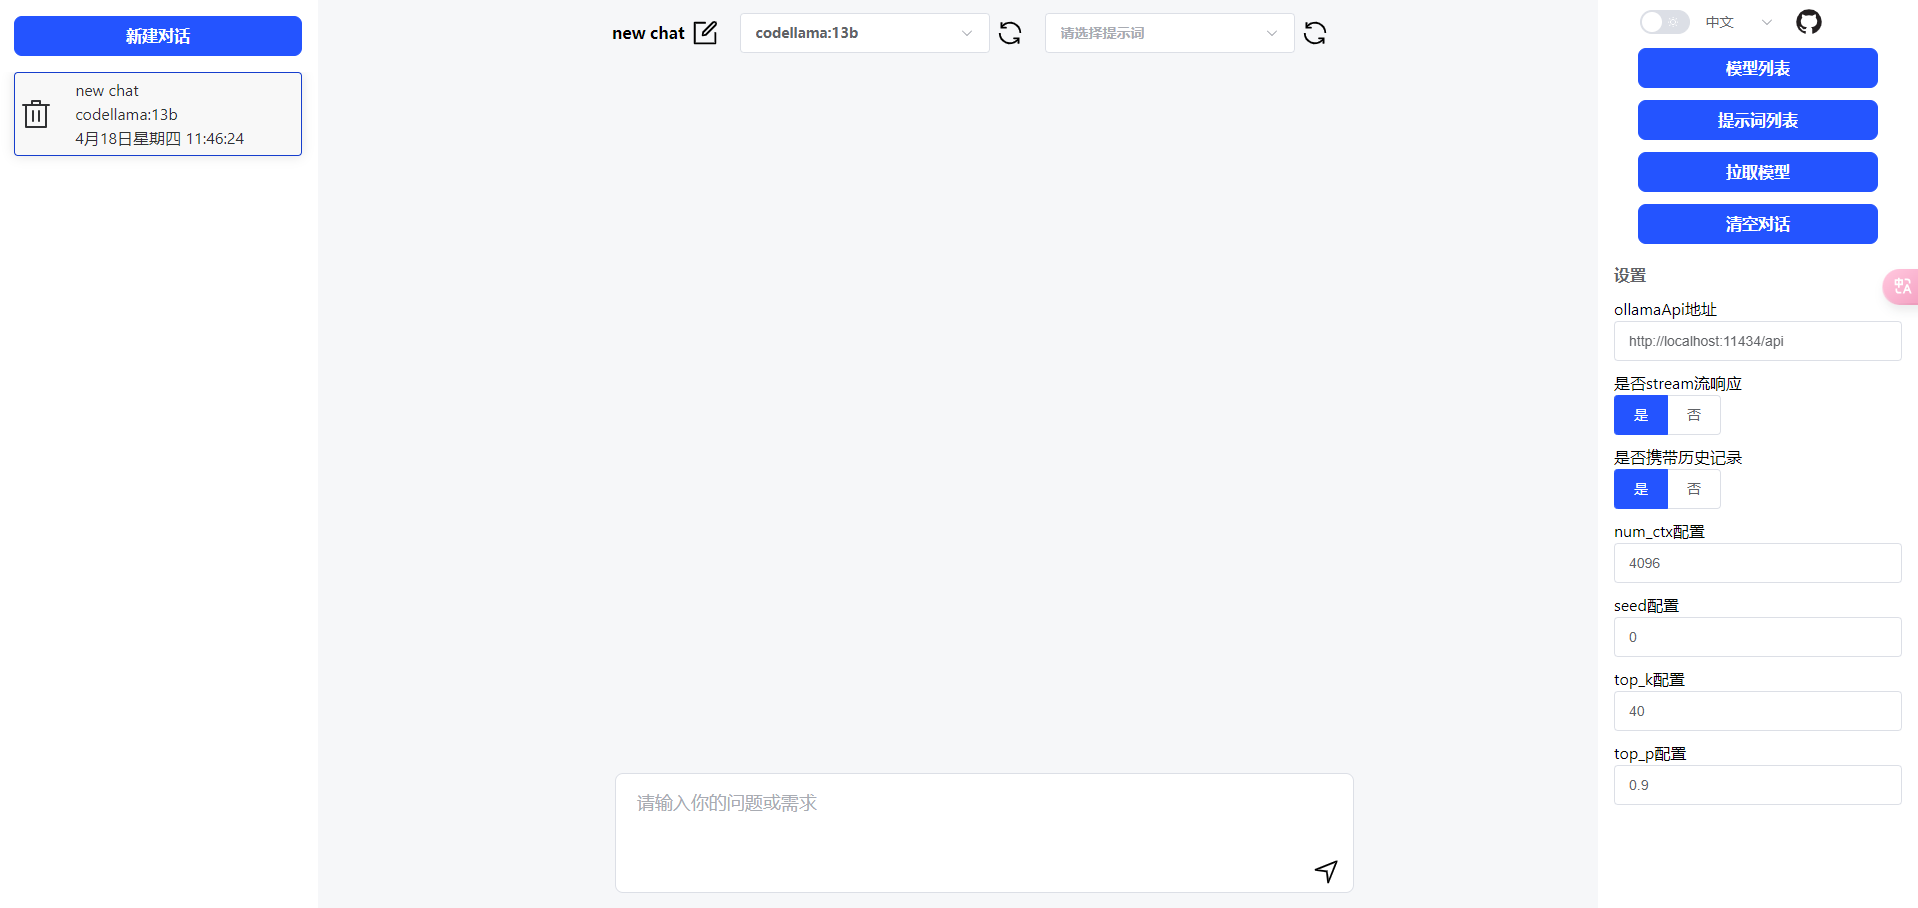 新建对话
new chat
codellama:13b
4月18日星期四 11:46:24
new chat
codellama:13b
请选择提示词
请输入你的问题或需求
中文
模型列表
提示词列表
拉取模型
清空对话
设置
ollamaApi地址
http://localhost:11434/api
是否stream流响应
是 否
是否携带历史记录
是 否
num_ctx配置
4096
seed配置
0
top_k配置
40
top_p配置
0.9
中A